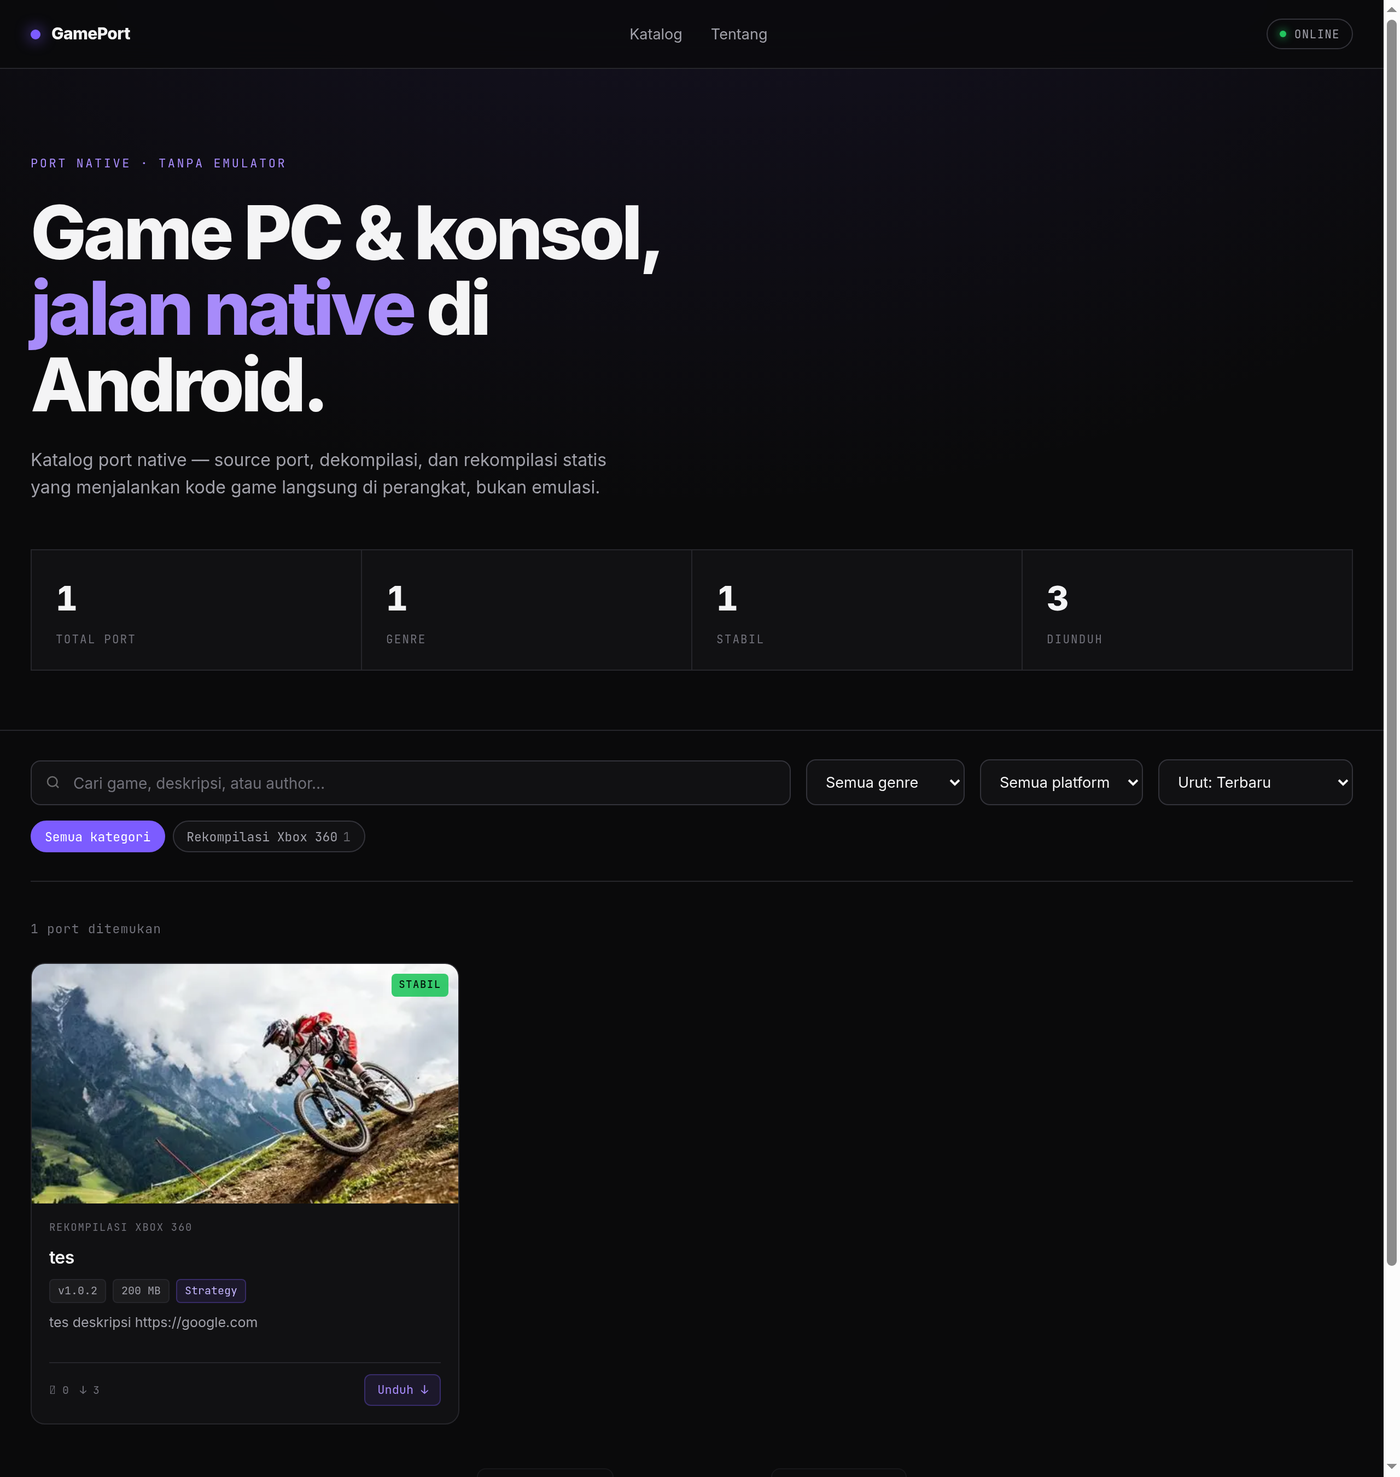 GamePort
Katalog
Tentang
ONLINE
PORT NATIVE · TANPA EMULATOR
Game PC & konsol,
jalan native di
Android.
Katalog port native — source port, dekompilasi, dan rekompilasi statis
yang menjalankan kode game langsung di perangkat, bukan emulasi.
1
TOTAL PORT
1
GENRE
1
STABIL
3
DIUNDUH
Cari game, deskripsi, atau author...
Semua genre
Semua platform
Urut: Terbaru
Semua kategori
Rekompilasi Xbox 360 1
1 port ditemukan
STABIL
REKOMPILASI XBOX 360
tes
v1.0.2
200 MB
Strategy
tes deskripsi https://google.com
0 ↓ 3
Unduh ↓